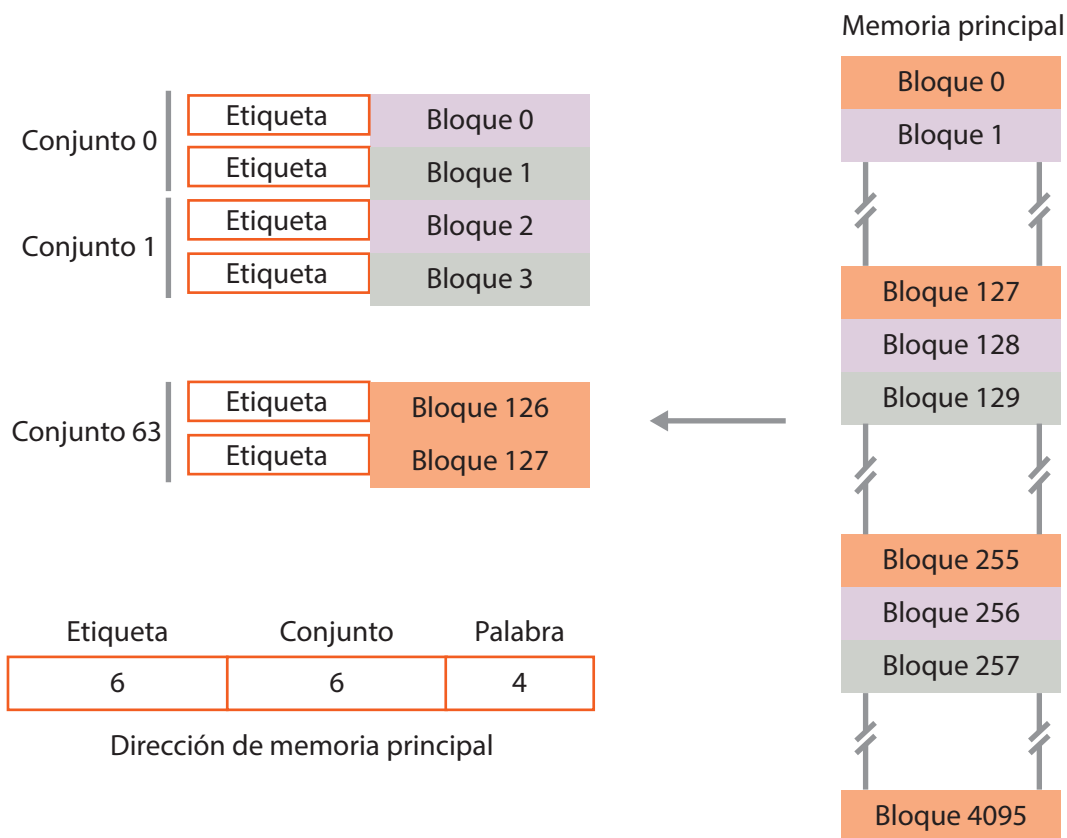 Memoria principal
Bloque 0
Bloque 1
Bloque 127
Bloque 128
Bloque 129
Bloque 255
Bloque 256
Bloque 257
Bloque 4095
Conjunto 0
Etiqueta Bloque 0
Etiqueta Bloque 1
Conjunto 1
Etiqueta Bloque 2
Etiqueta Bloque 3
Conjunto 63
Etiqueta Bloque 126
Etiqueta Bloque 127
Etiqueta Conjunto Palabra
6 6 4
Dirección de memoria principal